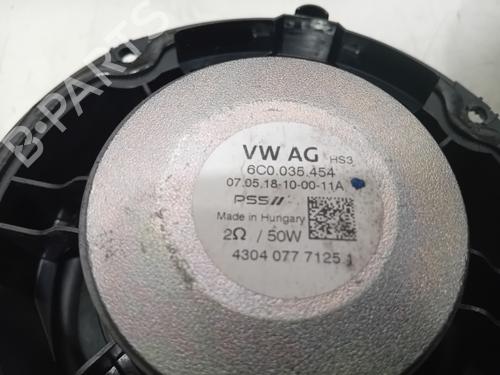 B-PARTS
VW AG HS3
6C0.035.454
07.05.18-10-00-11A
PSS//
Made in Hungary
2Ω / 50W
4304 077 7125 1